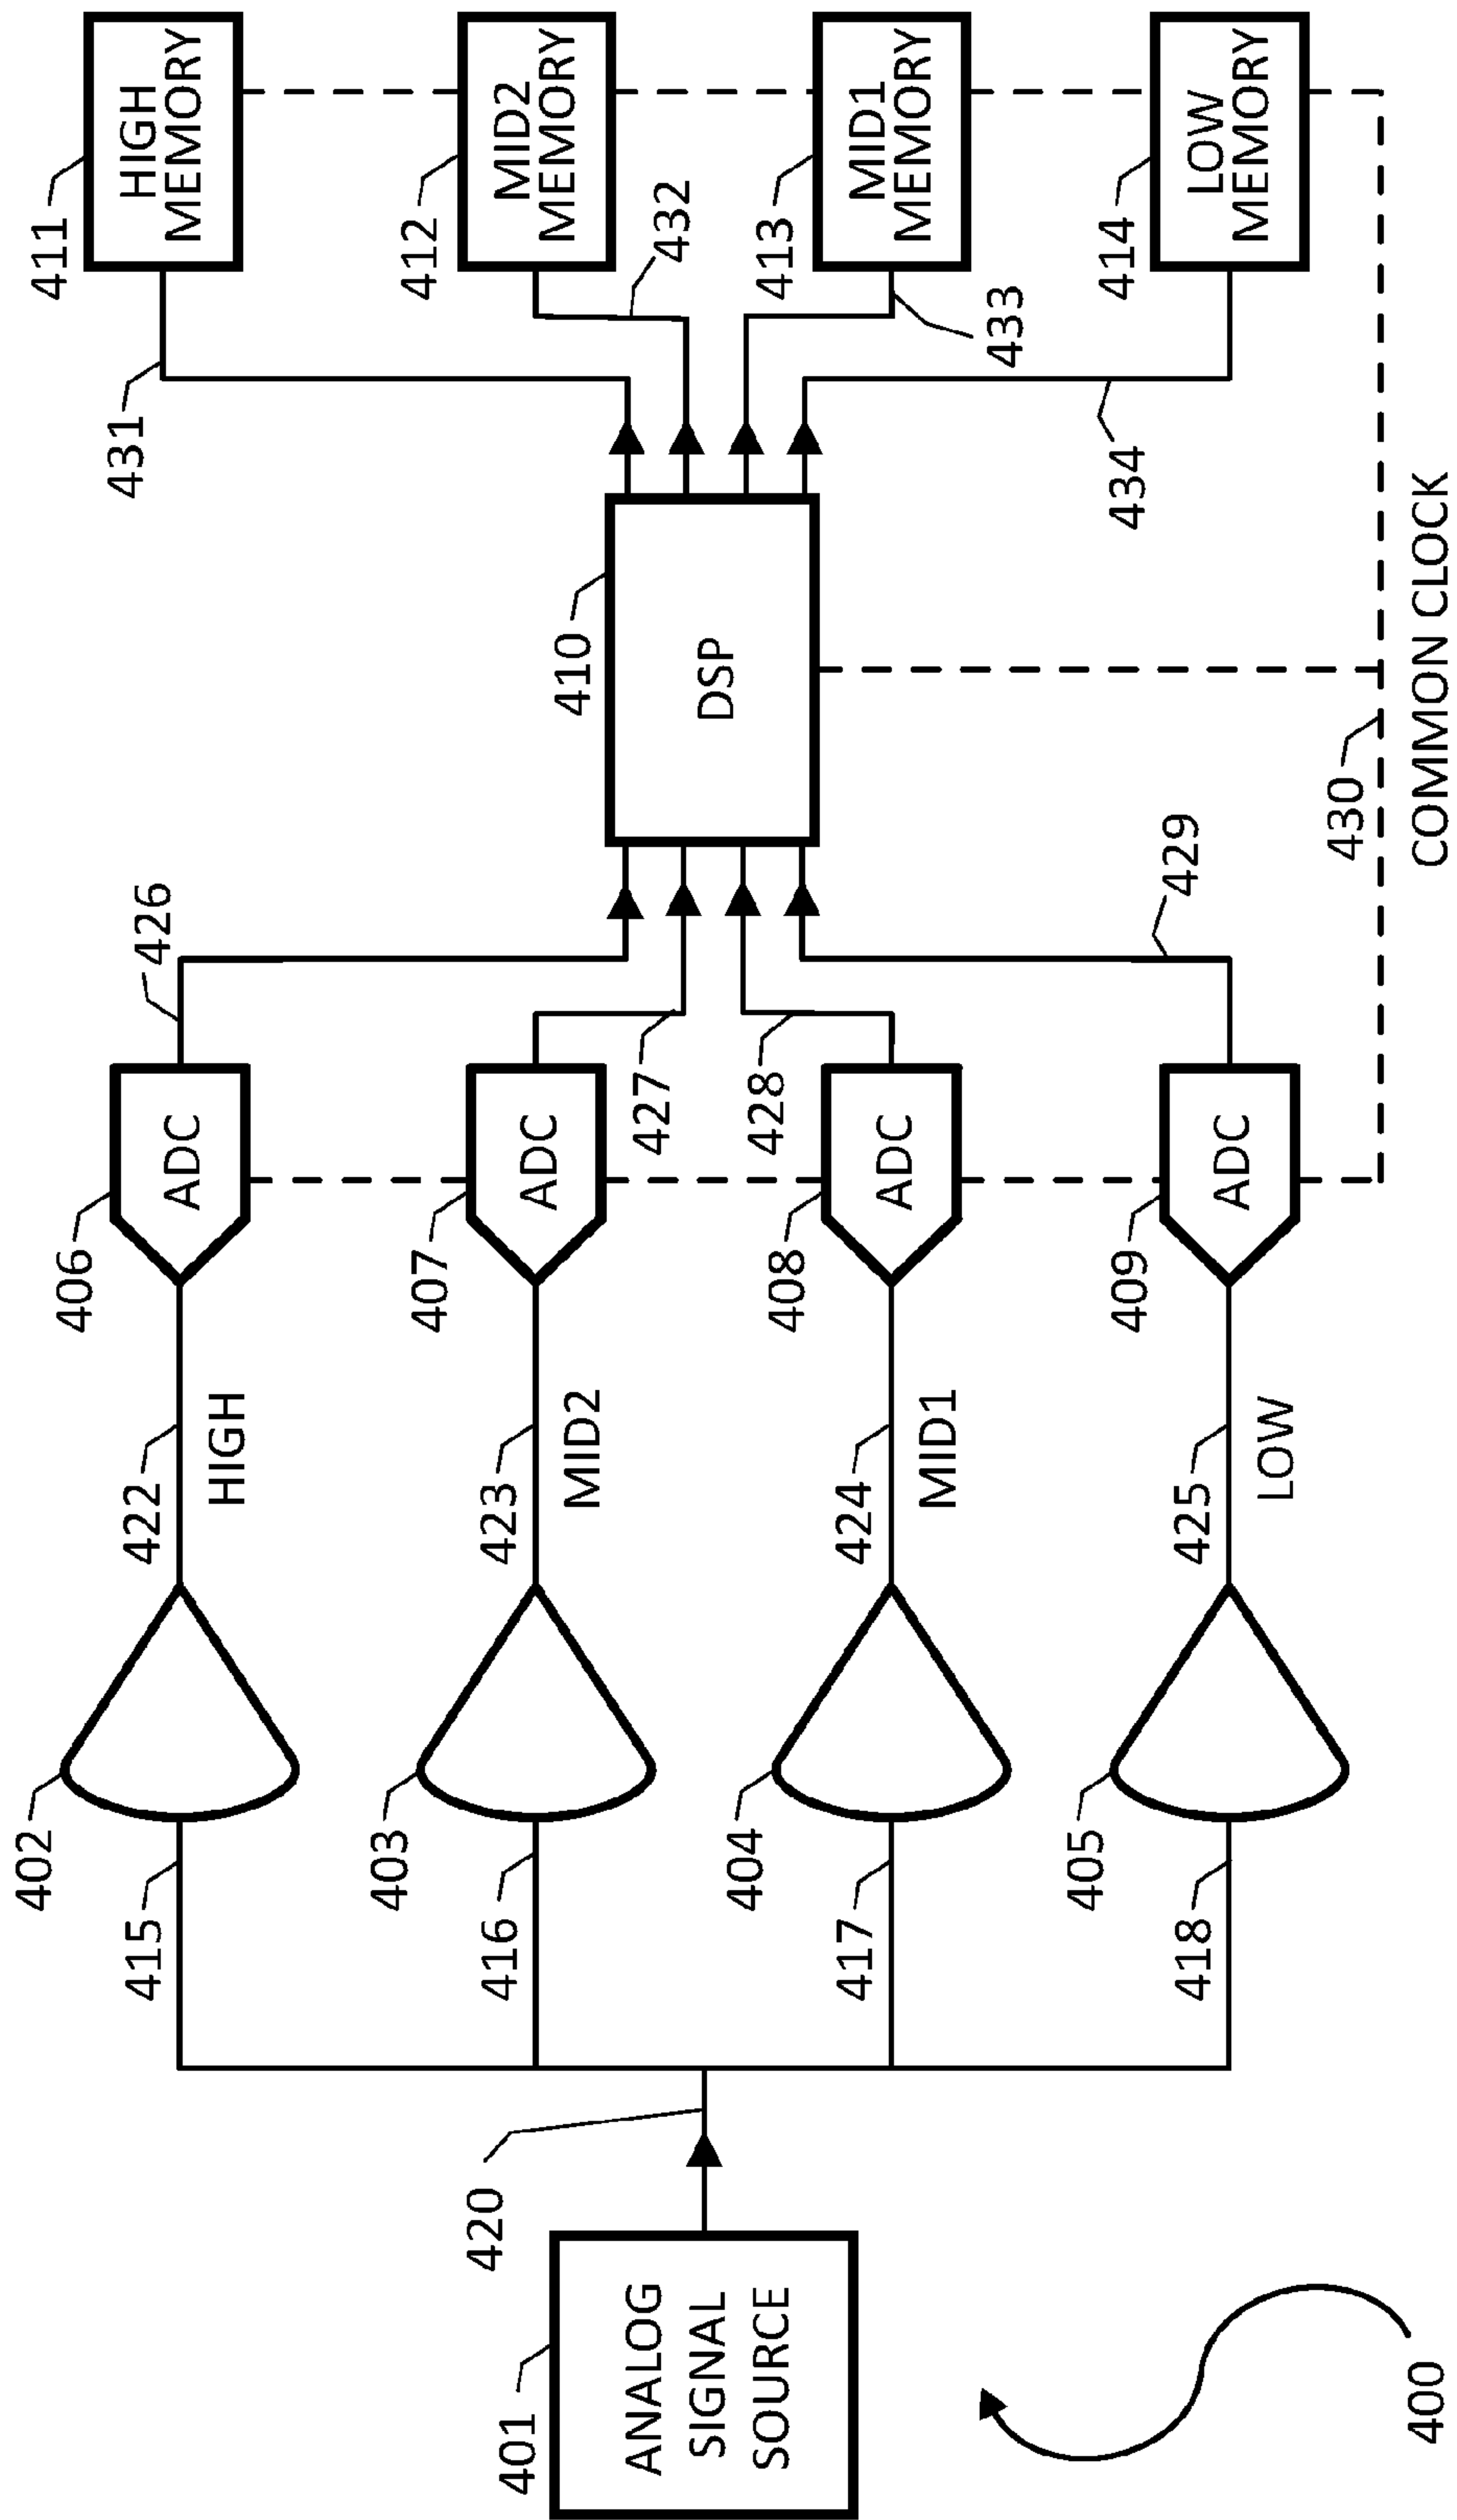 402
415
422
HIGH
406
ADC
426
431
411
HIGH
MEMORY
403
416
423
MID2
407
ADC
427
432
412
MID2
MEMORY
401
ANALOG
SIGNAL
SOURCE
420
410
DSP
404
417
424
MID1
408
ADC
428
433
413
MID1
MEMORY
405
418
425
LOW
409
ADC
429
434
414
LOW
MEMORY
430
COMMON CLOCK
400